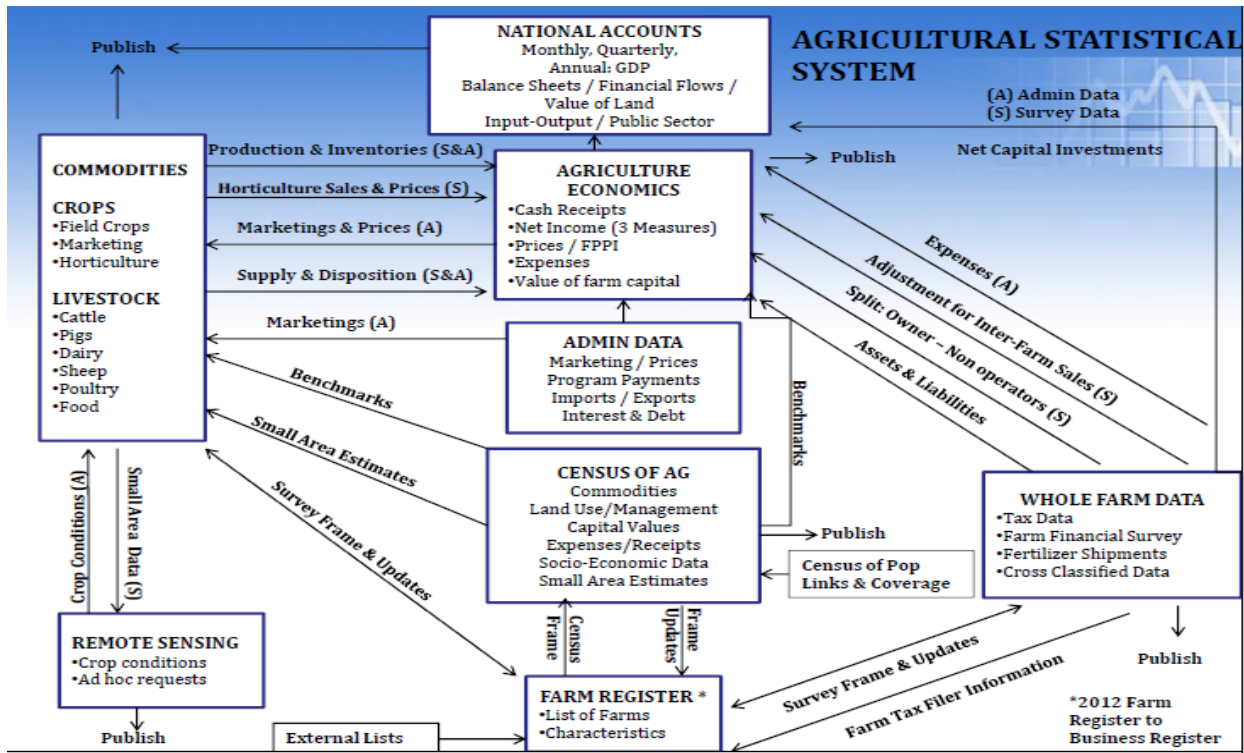 AGRICULTURAL STATISTICAL
SYSTEM
(A) Admin Data
(S) Survey Data
Publish
NATIONAL ACCOUNTS
Monthly, Quarterly,
Annual: GDP
Balance Sheets / Financial Flows /
Value of Land
Input-Output / Public Sector
Net Capital Investments
COMMODITIES
CROPS
•Field Crops
•Marketing
•Horticulture
LIVESTOCK
•Cattle
•Pigs
•Dairy
•Sheep
•Poultry
•Food
Production & Inventories (S&A)
Horticulture Sales & Prices (S)
Marketings & Prices (A)
Supply & Disposition (S&A)
Marketings (A)
Benchmarks
Small Area Estimates
Survey Frame & Updates
AGRICULTURE
ECONOMICS
•Cash Receipts
•Net Income (3 Measures)
•Prices / FPPI
•Expenses
•Value of farm capital
Publish
ADMIN DATA
Marketing / Prices
Program Payments
Imports / Exports
Interest & Debt
Benchmarks
Expenses (A)
Adjustment for Inter-Farm Sales (S)
Split: Owner – Non operators (S)
Assets & Liabilities
CENSUS OF AG
Commodities
Land Use/Management
Capital Values
Expenses/Receipts
Socio-Economic Data
Small Area Estimates
Publish
Census of Pop
Links & Coverage
WHOLE FARM DATA
•Tax Data
•Farm Financial Survey
•Fertilizer Shipments
•Cross Classified Data
Publish
Crop Conditions (A)
Small Area
Data (S)
REMOTE SENSING
•Crop conditions
•Ad hoc requests
Publish
Census
Frame
Frame
Updates
FARM REGISTER *
•List of Farms
•Characteristics
External Lists
Survey Frame & Updates
Farm Tax Filer Information
*2012 Farm
Register to
Business Register